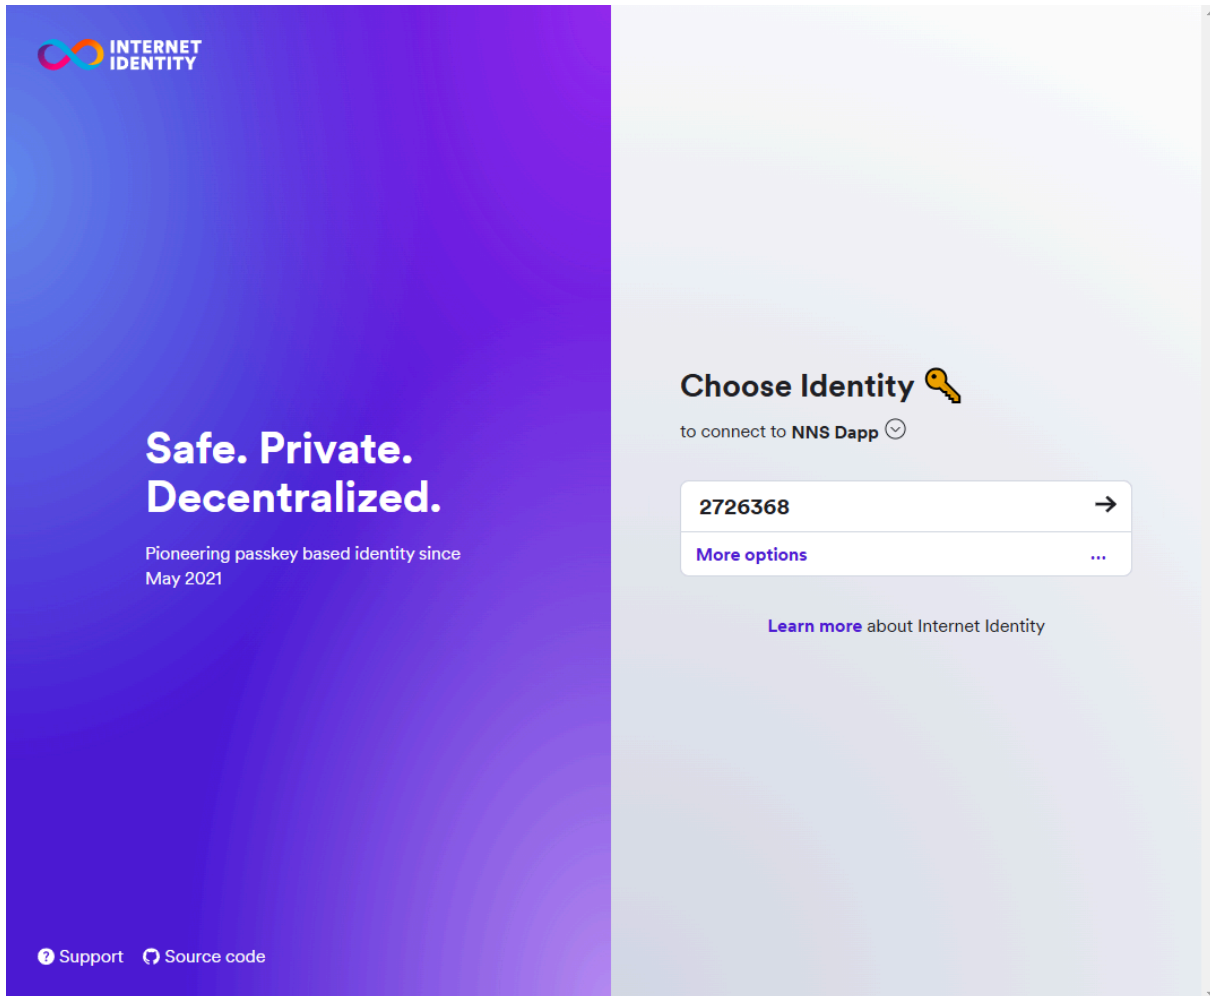 INTERNET
IDENTITY
Safe. Private.
Decentralized.
Pioneering passkey based identity since
May 2021
Support
Source code
Choose Identity
to connect to NNS Dapp
2726368
More options
...
Learn more about Internet Identity